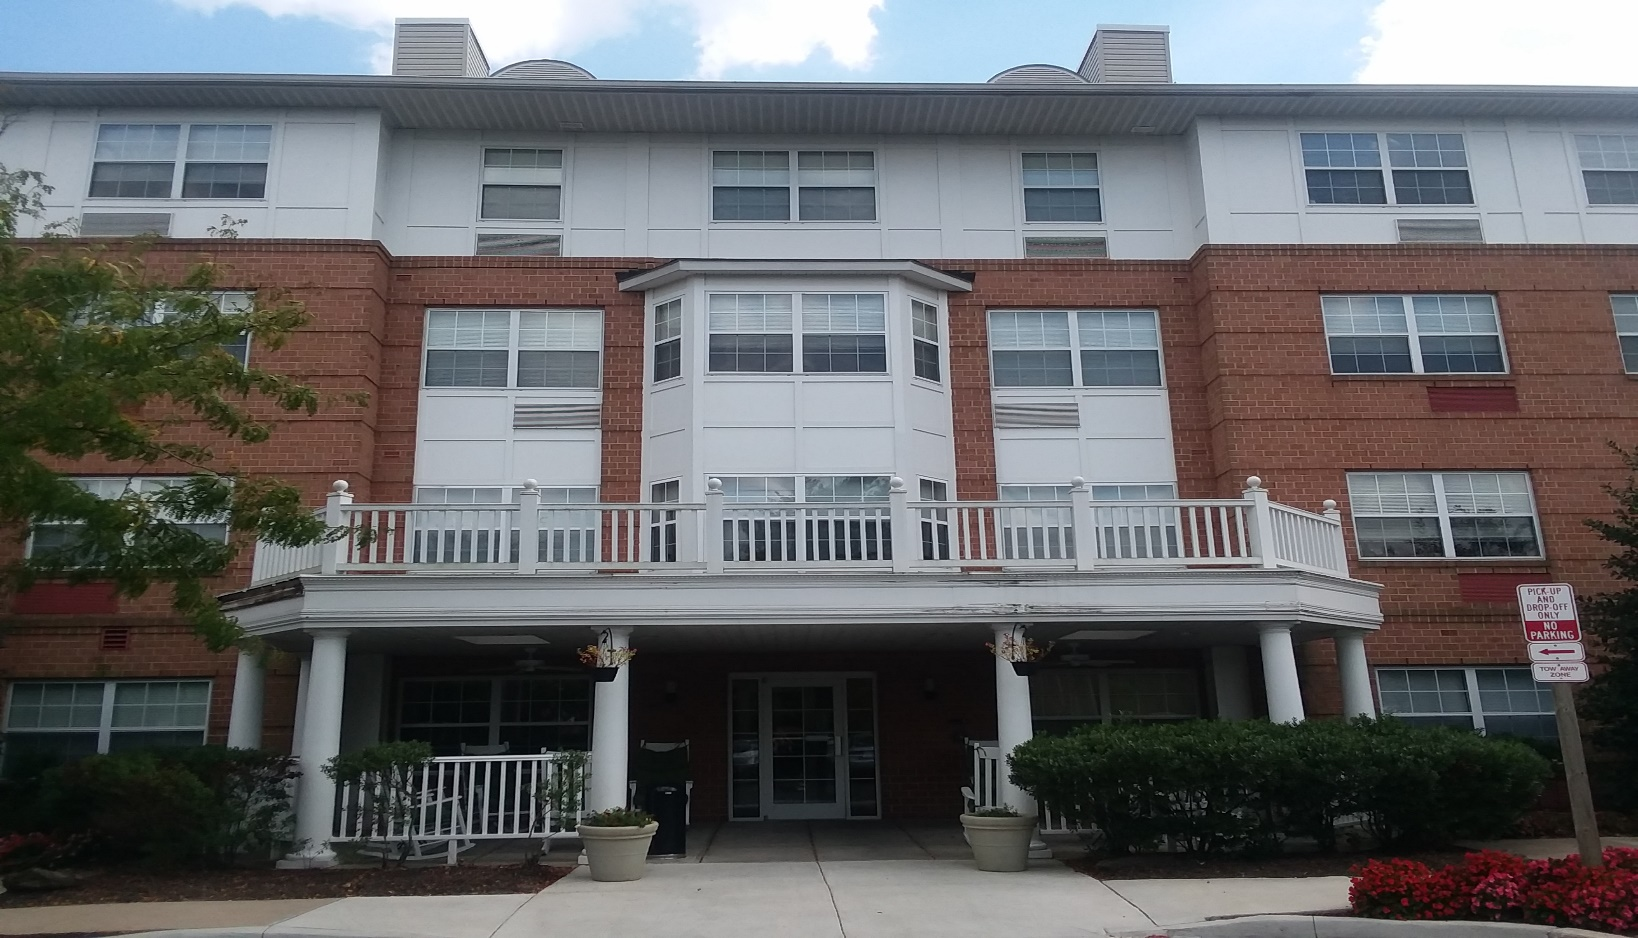 PICK-UP
AND
DROP-OFF
ONLY
NO
PARKING
TOW AWAY
ZONE